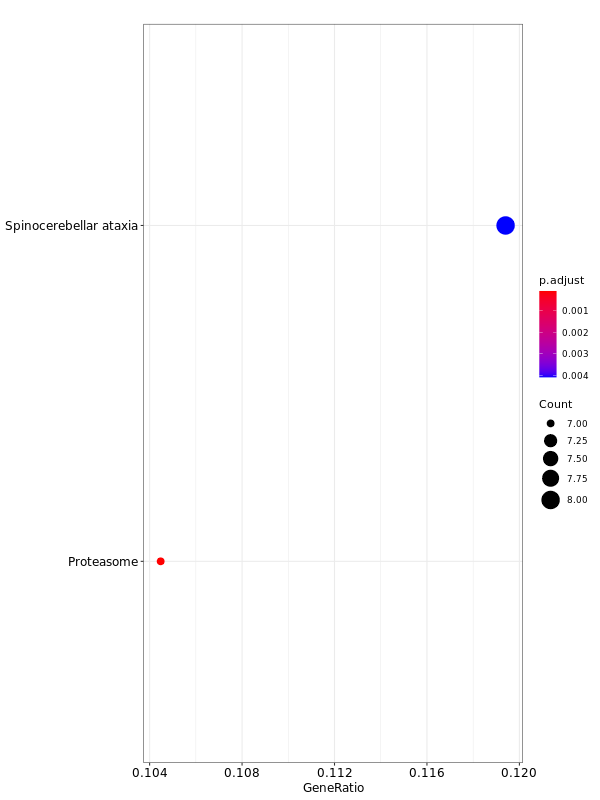 Spinocerebellar ataxia
Proteasome
0.104 0.108 0.112 0.116 0.120
GeneRatio
p.adjust
0.001
0.002
0.003
0.004
Count
7.00
7.25
7.50
7.75
8.00